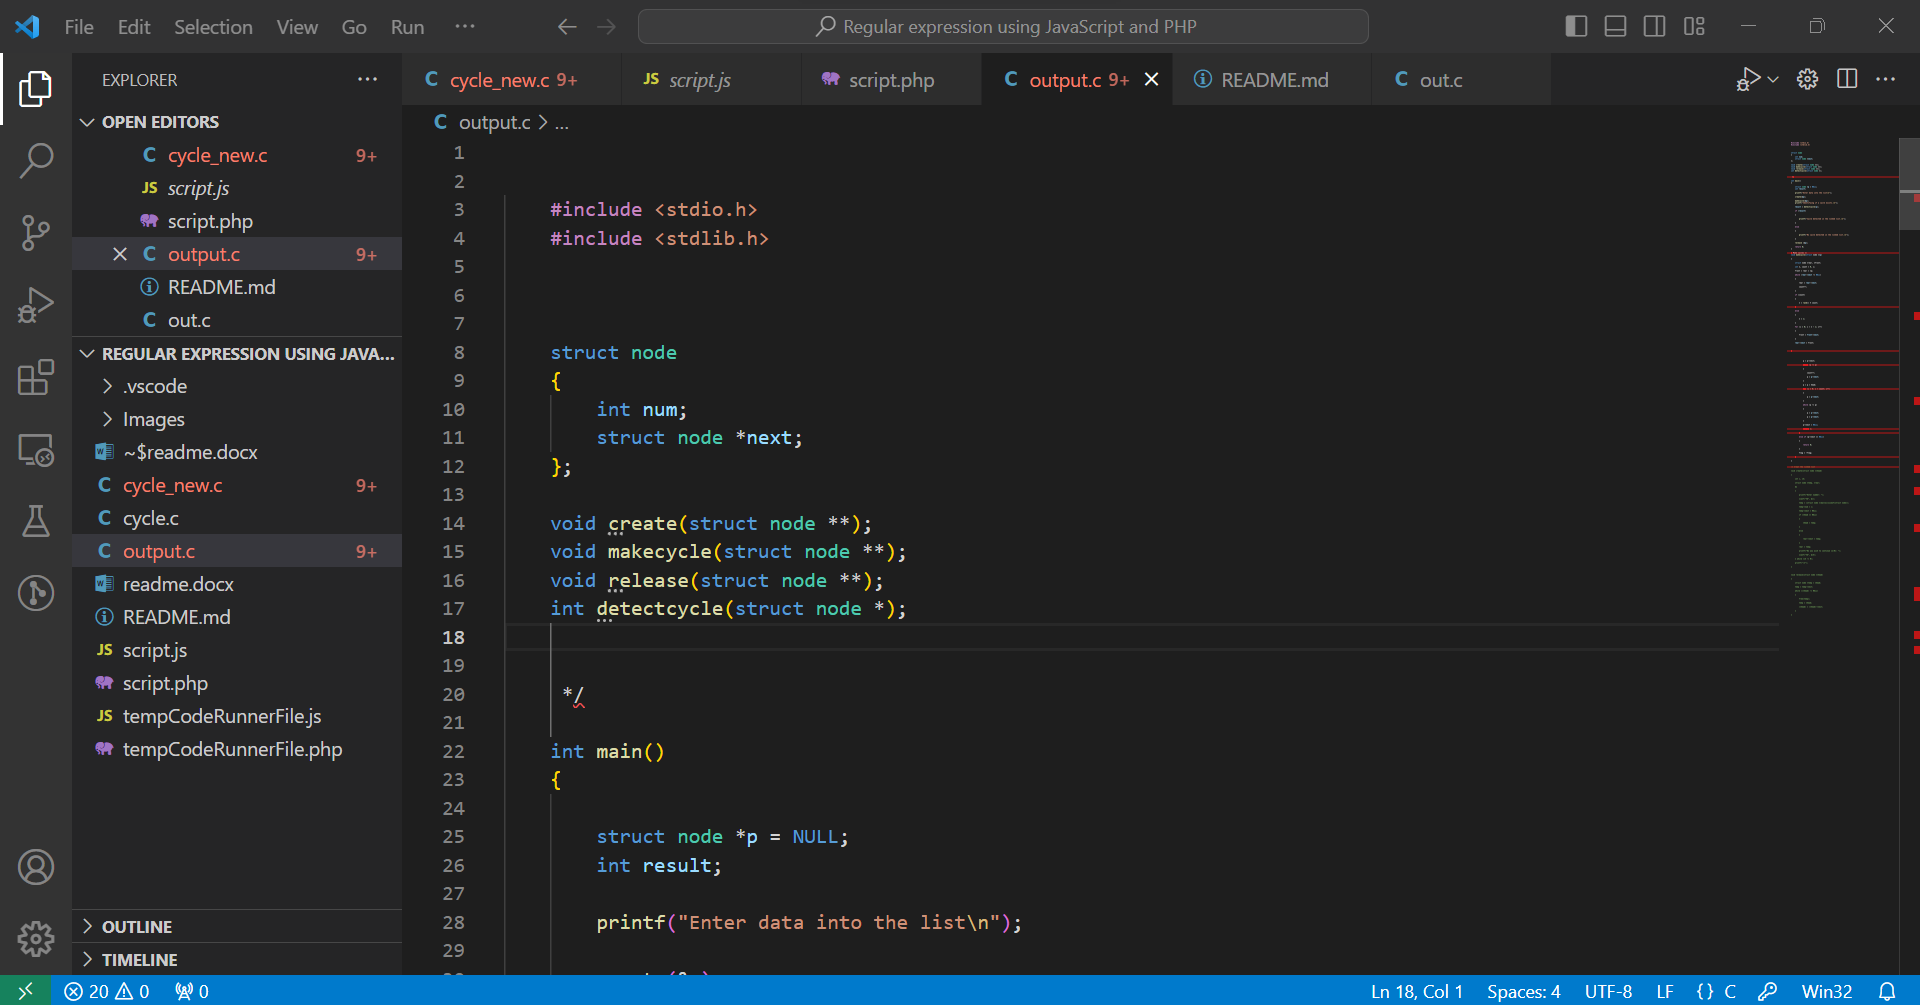 File Edit Selection View Go Run ···
Regular expression using JavaScript and PHP
EXPLORER
OPEN EDITORS
cycle_new.c 9+
JS script.js
script.php
output.c 9+
README.md
C out.c
REGULAR EXPRESSION USING JAVA...
.vscode
Images
~$readme.docx
C cycle_new.c 9+
C cycle.c
C output.c 9+
readme.docx
README.md
JS script.js
script.php
JS tempCodeRunnerFile.js
tempCodeRunnerFile.php
OUTLINE
TIMELINE
C cycle_new.c 9+ JS script.js script.php C output.c 9+ README.md C out.c
C output.c > ...
1
2
3 #include <stdio.h>
4 #include <stdlib.h>
5
6
7
8 struct node
9 {
10 int num;
11 struct node *next;
12 };
13
14 void create(struct node **);
15 void makecycle(struct node **);
16 void release(struct node **);
17 int detectcycle(struct node *);
18
19
20 */
21
22 int main()
23 {
24
25 struct node *p = NULL;
26 int result;
27
28 printf("Enter data into the list\n");
29
20 0 0
Ln 18, Col 1 Spaces: 4 UTF-8 LF {} C Win32